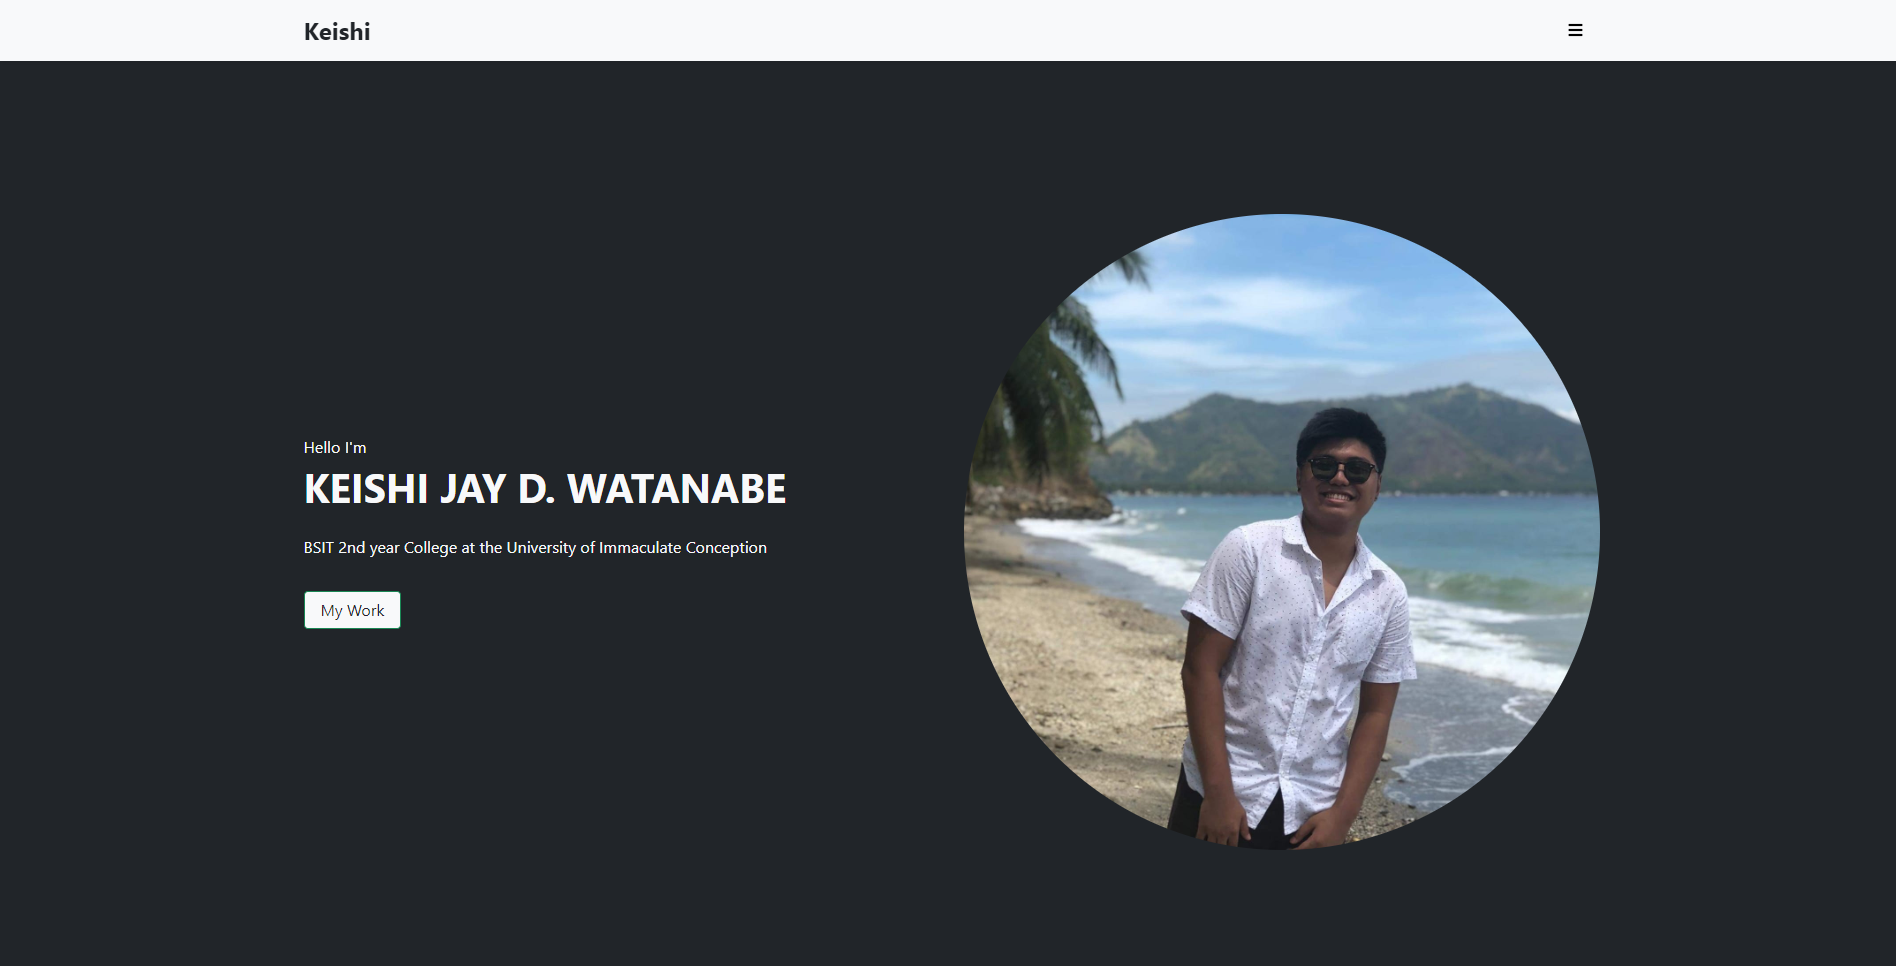 Keishi
Hello I'm
KEISHI JAY D. WATANABE
BSIT 2nd year College at the University of Immaculate Conception
My Work